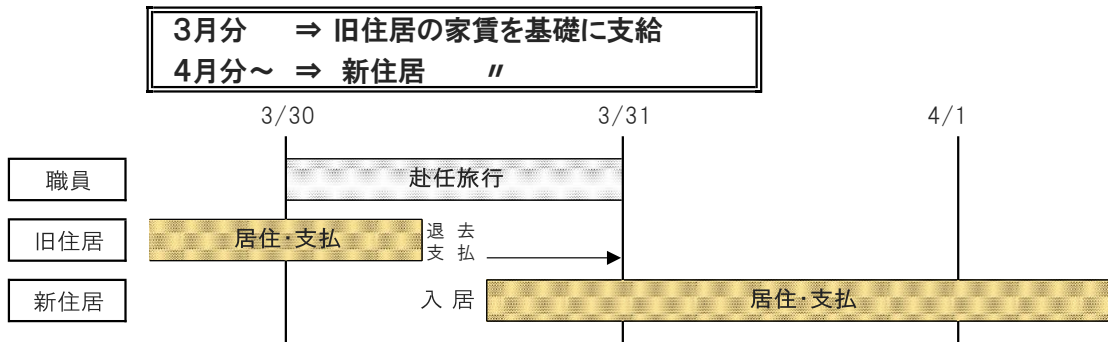 3月分 ⇒ 旧住居の家賃を基礎に支給
4月分～ ⇒ 新住居 〃
3/30 3/31 4/1
職員 赴任旅行
旧住居 居住・支払 退去
支払
新住居 入居 居住・支払